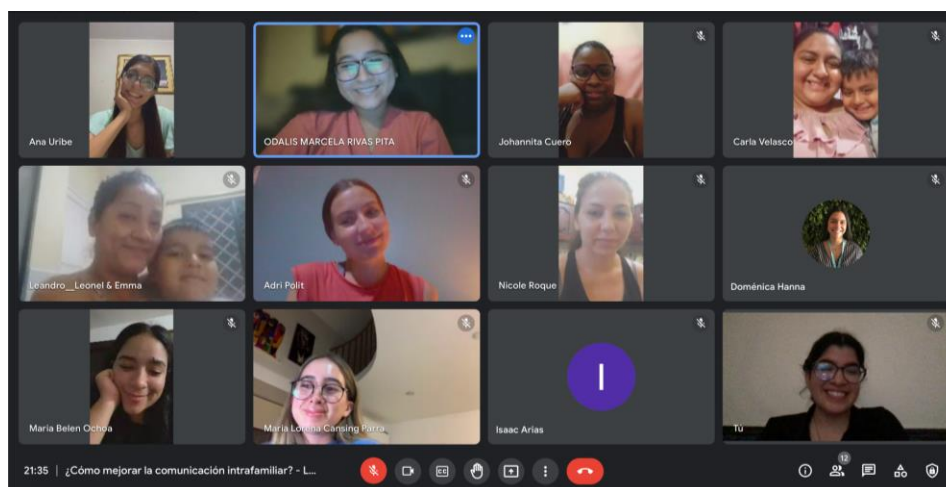 Ana Uribe
ODALIS MARCELA RIVAS PITA
Johannita Cuero
Carla Velasco
Leandro__Leonel & Emma
Adri Polit
Nicole Roque
Doménica Hanna
Maria Belen Ochoa
Maria Lorena Cansing Parra
I
Isaac Arias
Tú
21:35 | ¿Cómo mejorar la comunicación intrafamiliar? - L...
CC
12